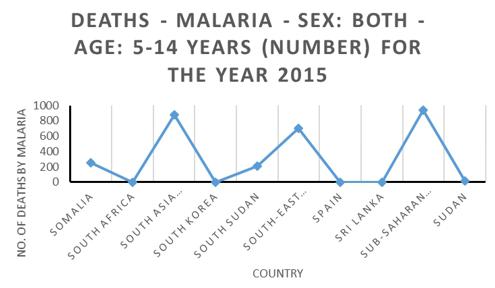 DEATHS - MALARIA - SEX: BOTH -
AGE: 5-14 YEARS (NUMBER) FOR
THE YEAR 2015
NO. OF DEATHS BY MALARIA
1000
800
600
400
200
0
SOMALIA
SOUTH AFRICA
SOUTH ASIA...
SOUTH KOREA
SOUTH SUDAN
SOUTH-EAST...
SPAIN
SRI LANKA
SUB-SAHARAN...
SUDAN
COUNTRY